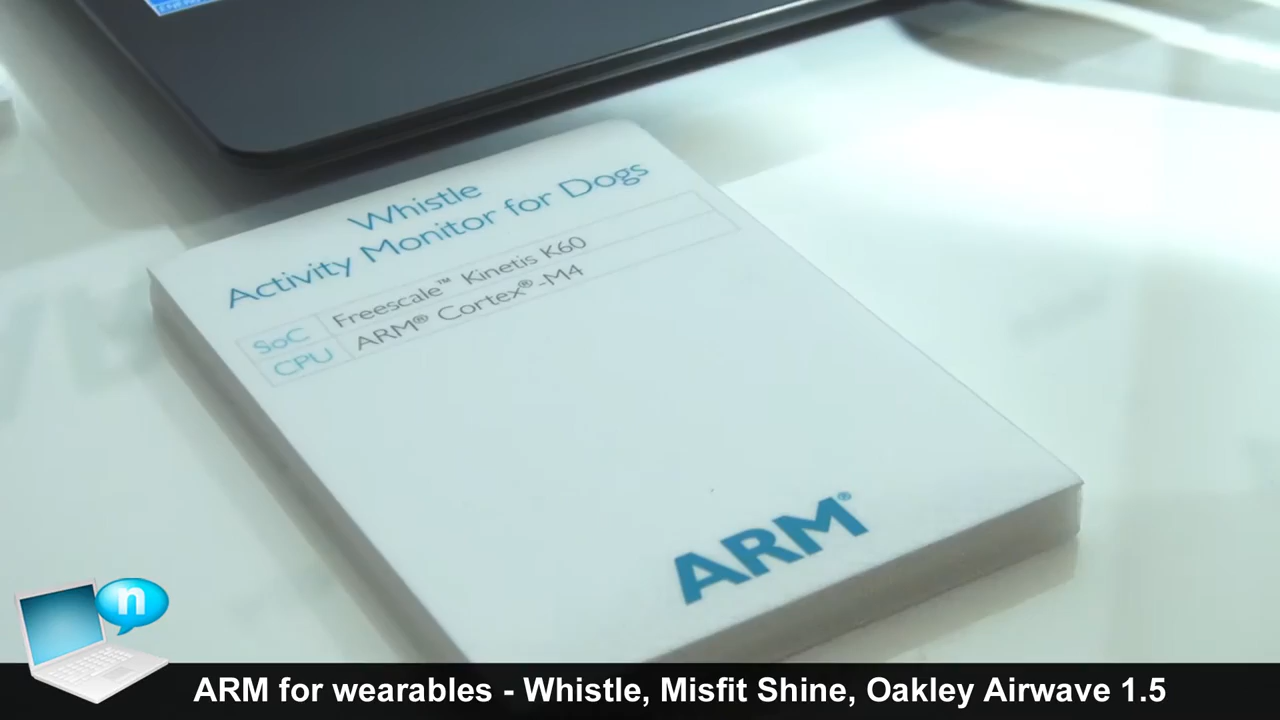 Whistle
Activity Monitor for Dogs
SoC Freescale™ Kinetis K60
CPU ARM® Cortex®-M4
ARM®
n
ARM for wearables - Whistle, Misfit Shine, Oakley Airwave 1.5